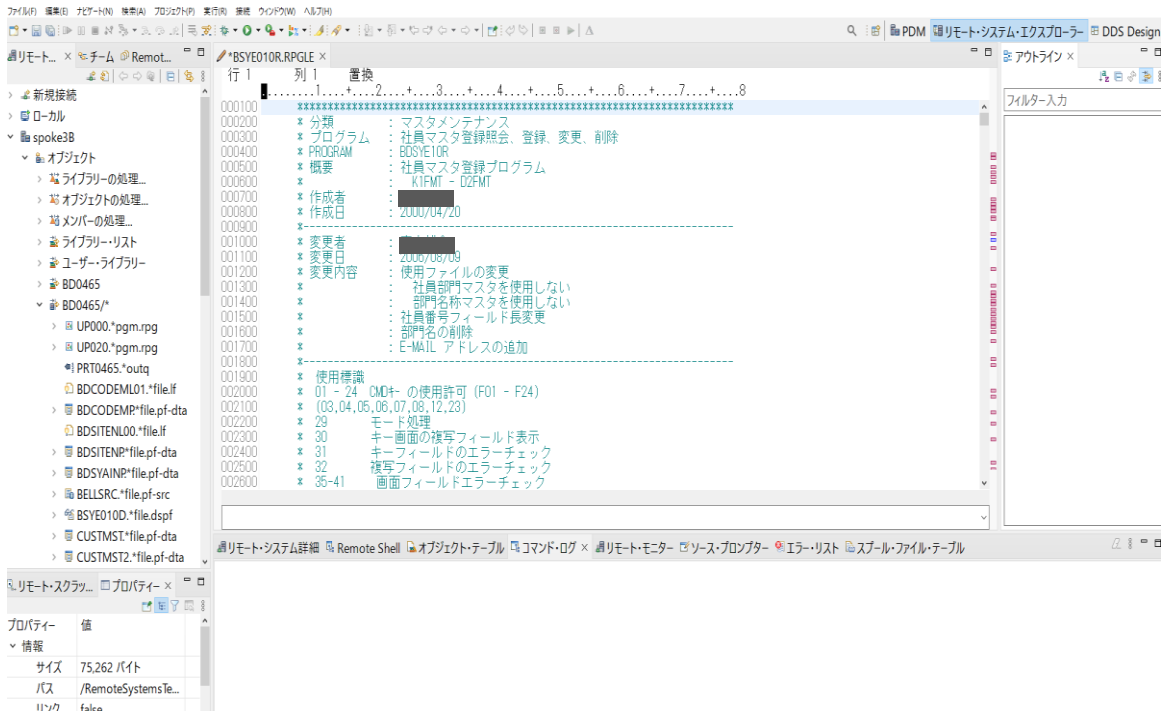 ファイル(F) 編集(E) ナビゲート(N) 検索(A) プロジェクト(P) 実行(R) 接続 ウィンドウ(W) ヘルプ(H)
PDM リモート・システム・エクスプローラー DDS Design
リモート... × チーム Remot...
新規接続
ローカル
spoke3B
オブジェクト
ライブラリーの処理...
オブジェクトの処理...
メンバーの処理...
ライブラリー・リスト
ユーザー・ライブラリー
BD0465
BD0465/*
UP000.*pgm.rpg
UP020.*pgm.rpg
PRT0465.*outq
BDCODEML01.*file.lf
BDCODEMP.*file.pf-dta
BDSITENL00.*file.lf
BDSITENP.*file.pf-dta
BDSYAINP.*file.pf-dta
BELLSRC.*file.pf-src
BSYE010D.*file.dspf
CUSTMST.*file.pf-dta
CUSTMST2.*file.pf-dta
*BSYE010R.RPGLE ×
行 1 列 1 置換
........1....+....2....+....3....+....4....+....5....+....6....+....7....+....8
000100 ************************************************************************
000200 * 分類 : マスタメンテナンス
000300 * プログラム : 社員マスタ登録照会、登録、変更、削除
000400 * PROGRAM : BDSYE10R
000500 * 概要 : 社員マスタ登録プログラム
000600 * : K1FMT - D2FMT
000700 * 作成者 :
000800 * 作成日 : 2000/04/20
000900 *-----------------------------------------------------------------------
001000 * 変更者 :
001100 * 変更日 : 2006/08/09
001200 * 変更内容 : 使用ファイルの変更
001300 * : 社員部門マスタを使用しない
001400 * : 部門名称マスタを使用しない
001500 * : 社員番号フィールド長変更
001600 * : 部門名の削除
001700 * : E-MAIL アドレスの追加
001800 *-----------------------------------------------------------------------
001900 * 使用標識
002000 * 01 - 24 CMDキー の使用許可 (F01 - F24)
002100 * (03,04,05,06,07,08,12,23)
002200 * 29 モード処理
002300 * 30 キー画面の複写フィールド表示
002400 * 31 キーフィールドのエラーチェック
002500 * 32 複写フィールドのエラーチェック
002600 * 35-41 画面フィールドエラーチェック
アウトライン ×
フィルター入力
リモート・システム詳細 Remote Shell オブジェクト・テーブル コマンド・ログ × リモート・モニター ソース・プロンプター エラー・リスト スプール・ファイル・テーブル
リモート・スクラッ... プロパティー ×
プロパティー 値
情報
サイズ 75,262 バイト
パス /RemoteSystemsTe...
リンク false